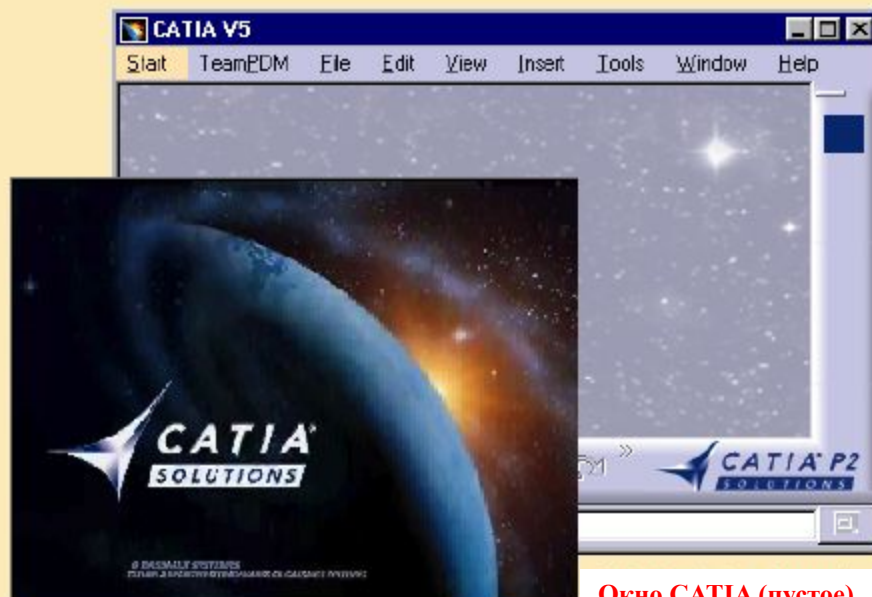 CATIA V5
Start TeamPDM File Edit View Insert Tools Window Help
CATIA
SOLUTIONS
CATIA P2
SOLUTIONS
Окно CATIA (пустое)